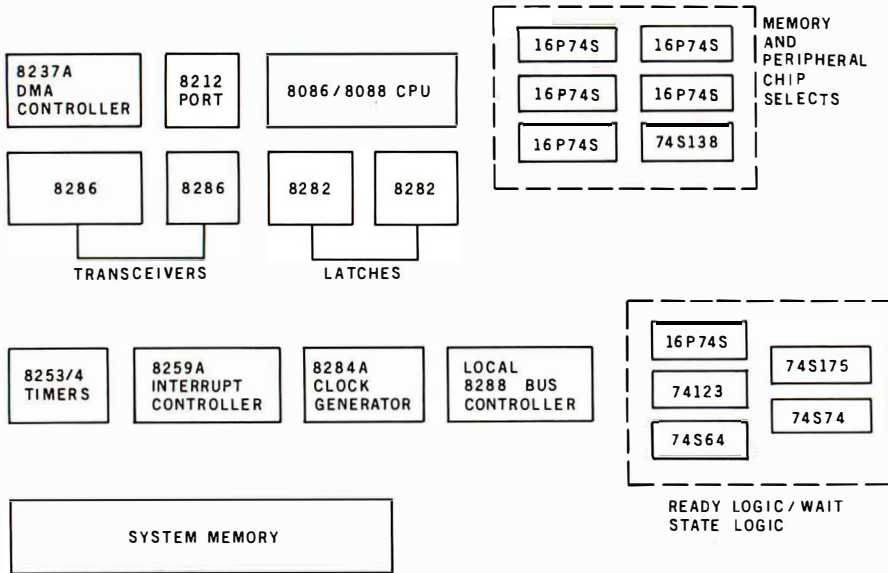 8237A
DMA
CONTROLLER
8212
PORT
8086/8088 CPU
16P74S
16P74S
16P74S
16P74S
16P74S
74S138
MEMORY
AND
PERIPHERAL
CHIP
SELECTS
8286
8286
8282
8282
TRANSCEIVERS
LATCHES
8253/4
TIMERS
8259A
INTERRUPT
CONTROLLER
8284A
CLOCK
GENERATOR
LOCAL
8288 BUS
CONTROLLER
16P74S
74123
74S64
74S175
74S74
READY LOGIC/WAIT
STATE LOGIC
SYSTEM MEMORY